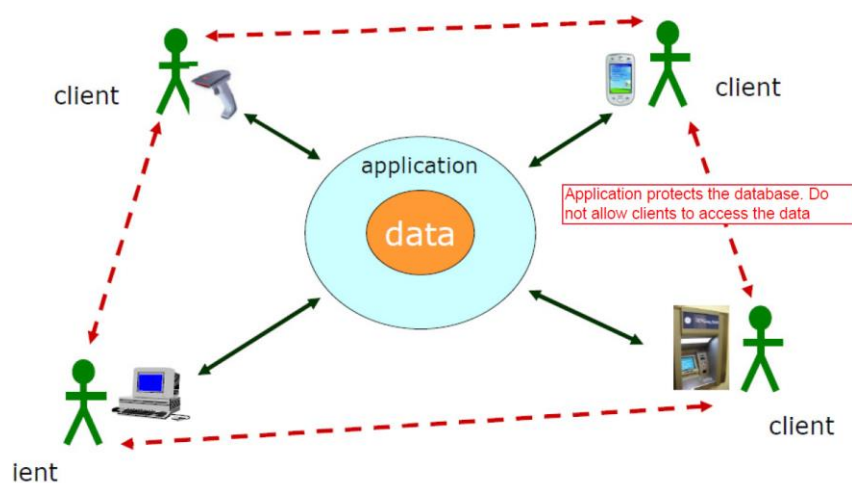 client
client
application
Application protects the database. Do
not allow clients to access the data
data
client
ient